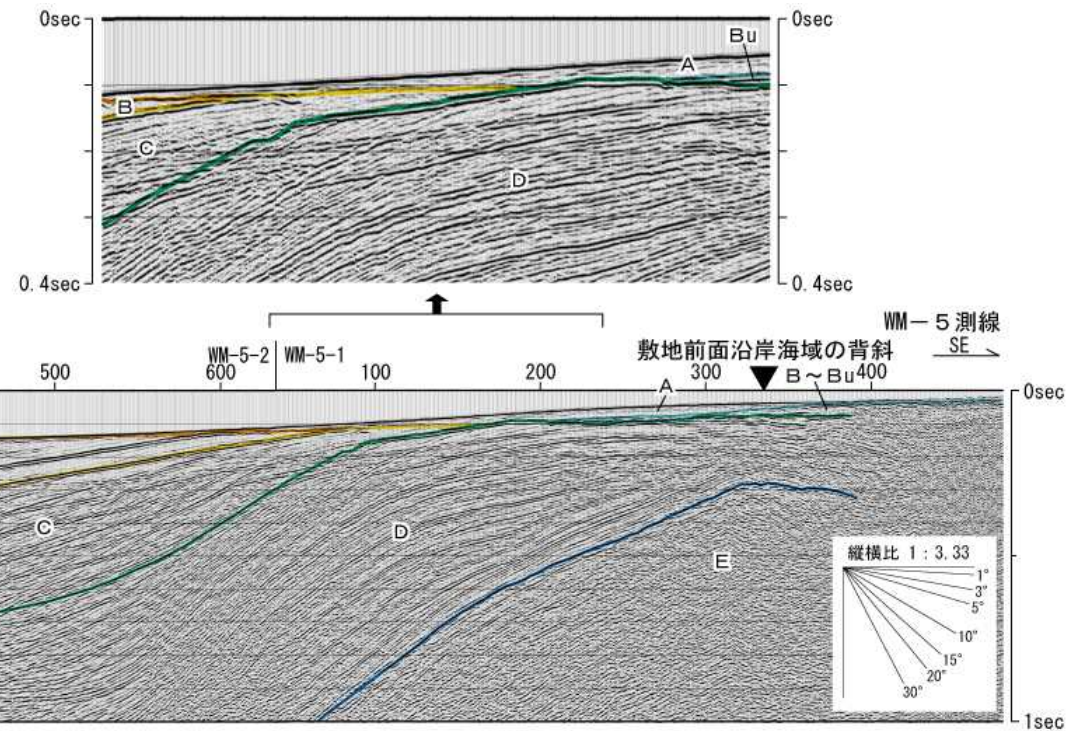 0sec 0sec
Bu
A
B
C
D
0.4sec 0.4sec
WM－5測線
SE
WM-5-2 WM-5-1 敷地前面沿岸海域の背斜
500 600 100 200 300 400
A B～Bu
0sec
C D E
縦横比 1：3.33
1°
3°
5°
10°
15°
20°
30°
1sec